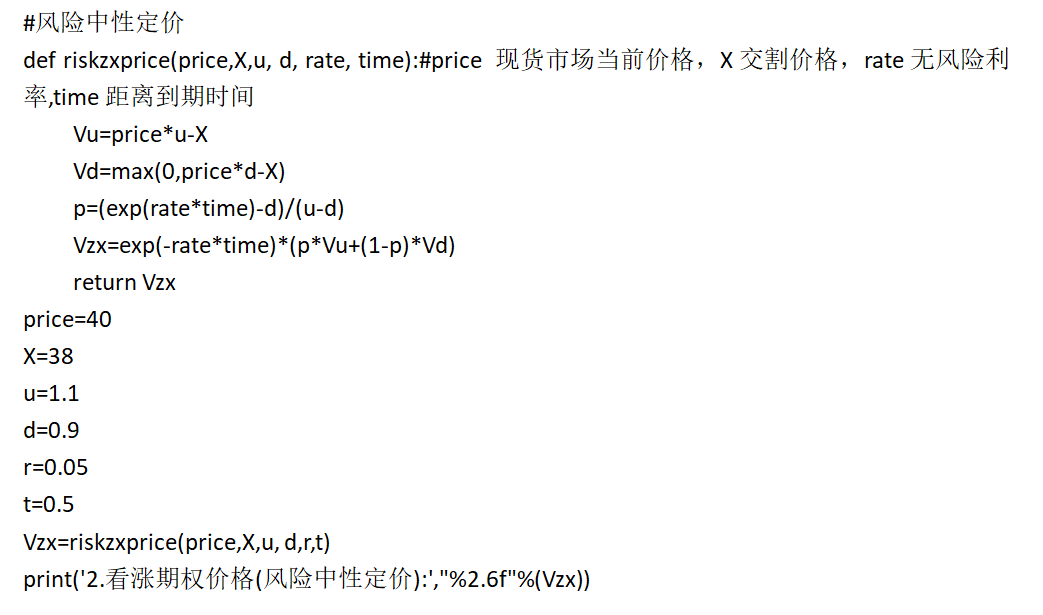 #风险中性定价
def riskzxprice(price,X,u, d, rate, time):#price  现货市场当前价格，X 交割价格，rate 无风险利
率,time 距离到期时间
    Vu=price*u-X
    Vd=max(0,price*d-X)
    p=(exp(rate*time)-d)/(u-d)
    Vzx=exp(-rate*time)*(p*Vu+(1-p)*Vd)
    return Vzx
price=40
X=38
u=1.1
d=0.9
r=0.05
t=0.5
Vzx=riskzxprice(price,X,u, d,r,t)
print('2.看涨期权价格(风险中性定价):',"%2.6f"%(Vzx))